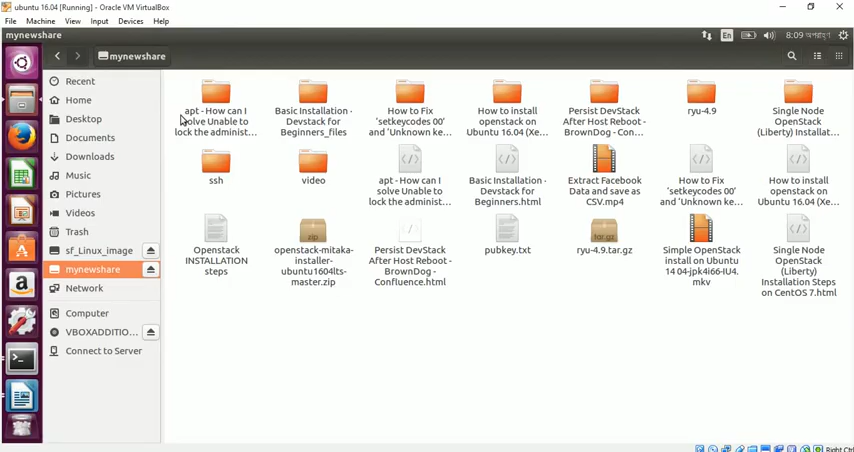 ubuntu 16.04 [Running] - Oracle VM VirtualBox
File Machine View Input Devices Help
mynewshare
En
8:09 অপরাহ্ণ
mynewshare
Recent
Home
Desktop
Documents
Downloads
Music
Pictures
Videos
Trash
sf_Linux_image
mynewshare
Network
Computer
VBOXADDITIO...
Connect to Server
apt - How can I
solve Unable to
lock the administ...
Basic Installation -
Devstack for
Beginners_files
How to Fix
'setkeycodes 00'
and 'Unknown ke...
How to install
openstack on
Ubuntu 16.04 (Xe...
Persist DevStack
After Host Reboot -
BrownDog - Con...
ryu-4.9
Single Node
OpenStack
(Liberty) Installat...
ssh
video
apt - How can I
solve Unable to
lock the administ...
Basic Installation -
Devstack for
Beginners.html
Extract Facebook
Data and save as
CSV.mp4
How to Fix
'setkeycodes 00'
and 'Unknown ke...
How to install
openstack on
Ubuntu 16.04 (Xe...
Openstack
INSTALLATION
steps
zip
openstack-mitaka-
installer-
ubuntu1604lts-
master.zip
Persist DevStack
After Host Reboot -
BrownDog -
Confluence.html
pubkey.txt
tar.gz
ryu-4.9.tar.gz
Simple OpenStack
install on Ubuntu
14 04-jpk4i66-IU4.
mkv
Single Node
OpenStack
(Liberty)
Installation Steps
on CentOS 7.html
Right Ctrl